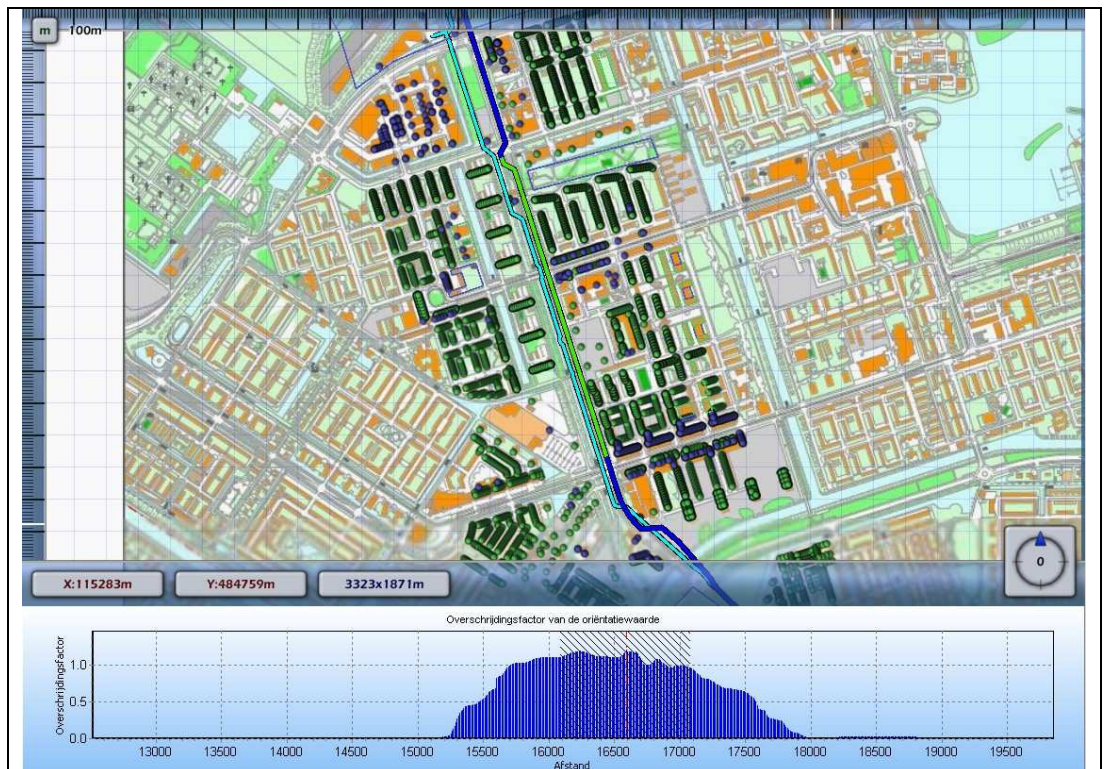 m 100m
0
X:115283m Y:484759m 3323x1871m
Overschrijdingsfactor van de oriëntatiewaarde
Overschrijdingsfactor
1.0
0.5
0.0
13000 13500 14000 14500 15000 15500 16000 16500 17000 17500 18000 18500 19000 19500
Afstand